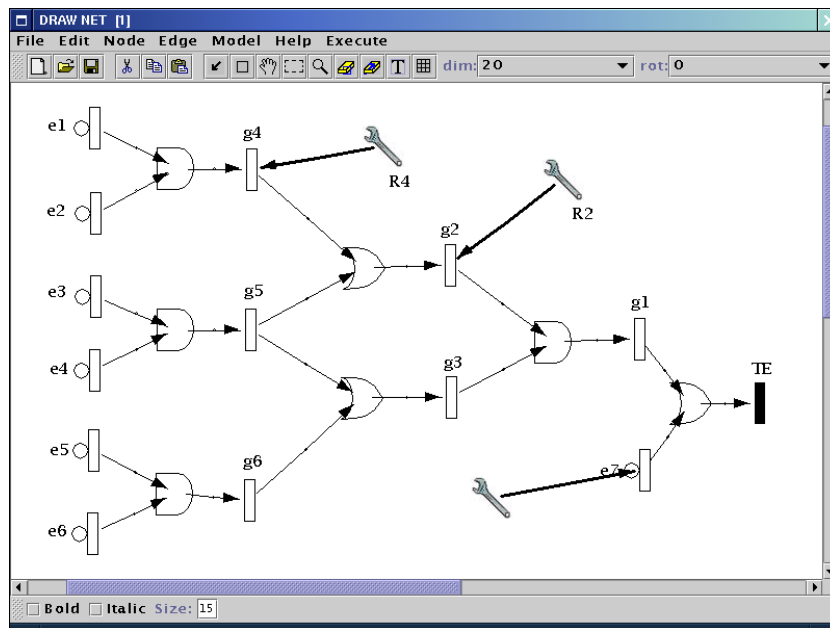 DRAW NET [1]
File Edit Node Edge Model Help Execute
T dim: 20 rot: 0
e1
g4
R4
e2
R2
g2
e3
g5
g1
e4
g3
TE
e5
g6
e7
e6
Bold Italic Size: 15